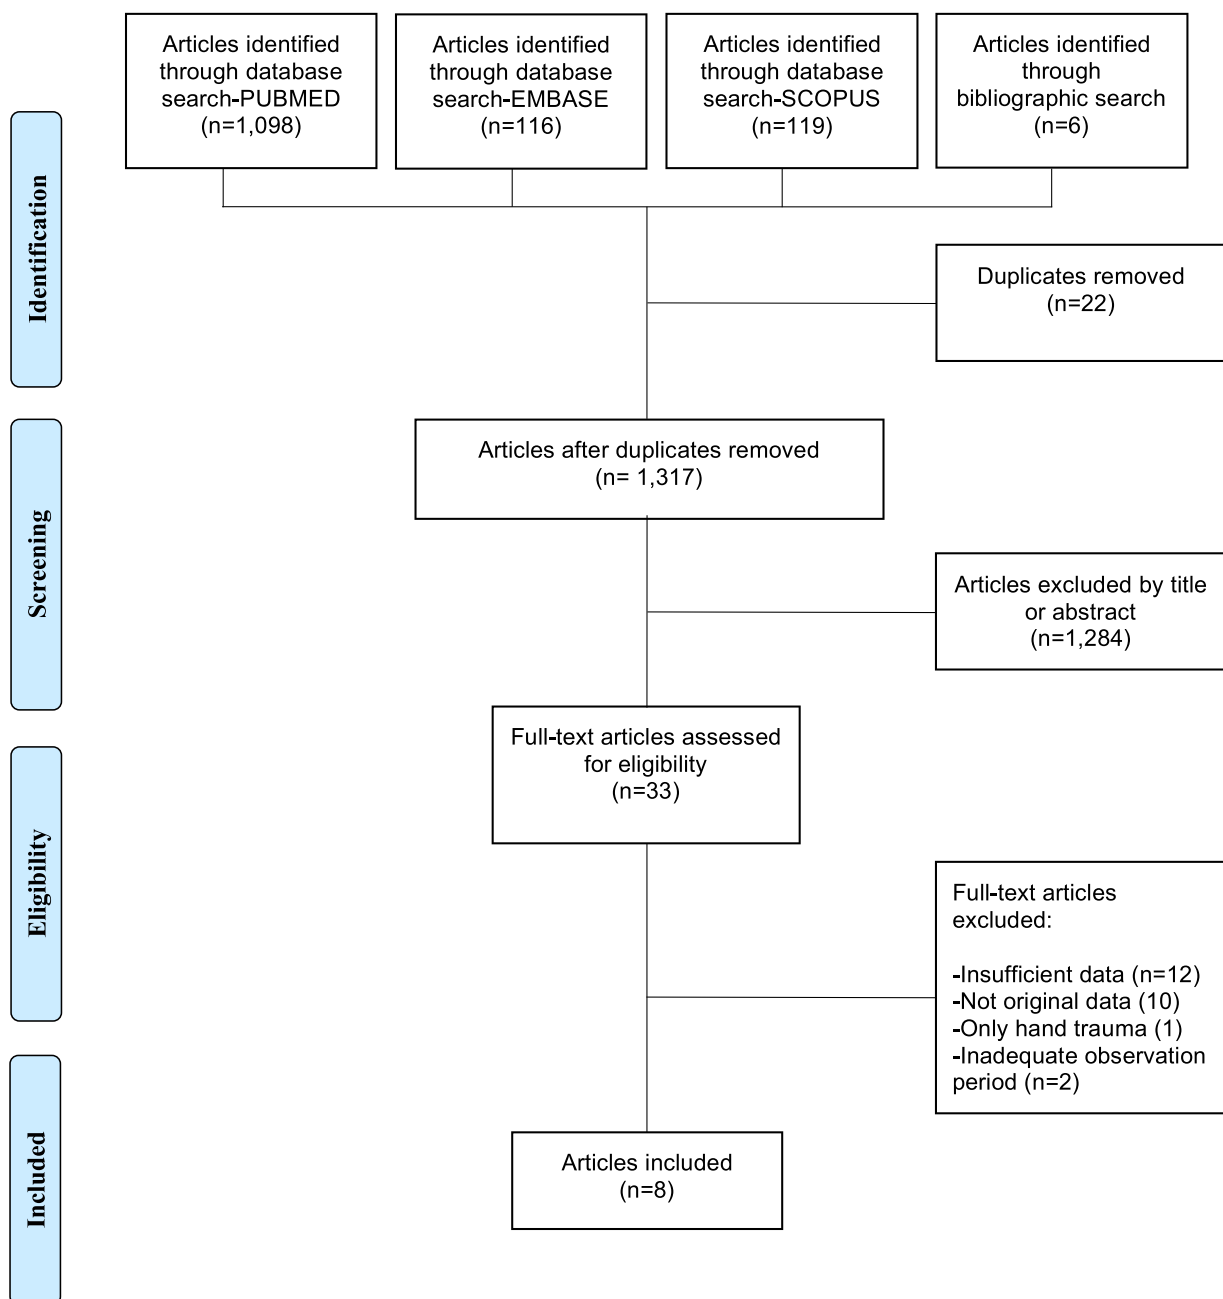 Articles identified
through database
search-PUBMED
(n=1,098)
Articles identified
through database
search-EMBASE
(n=116)
Articles identified
through database
search-SCOPUS
(n=119)
Articles identified
through
bibliographic search
(n=6)
Identification
Duplicates removed
(n=22)
Articles after duplicates removed
(n= 1,317)
Screening
Articles excluded by title
or abstract
(n=1,284)
Full-text articles assessed
for eligibility
(n=33)
Eligibility
Full-text articles
excluded:
-Insufficient data (n=12)
-Not original data (10)
-Only hand trauma (1)
-Inadequate observation
period (n=2)
Articles included
(n=8)
Included